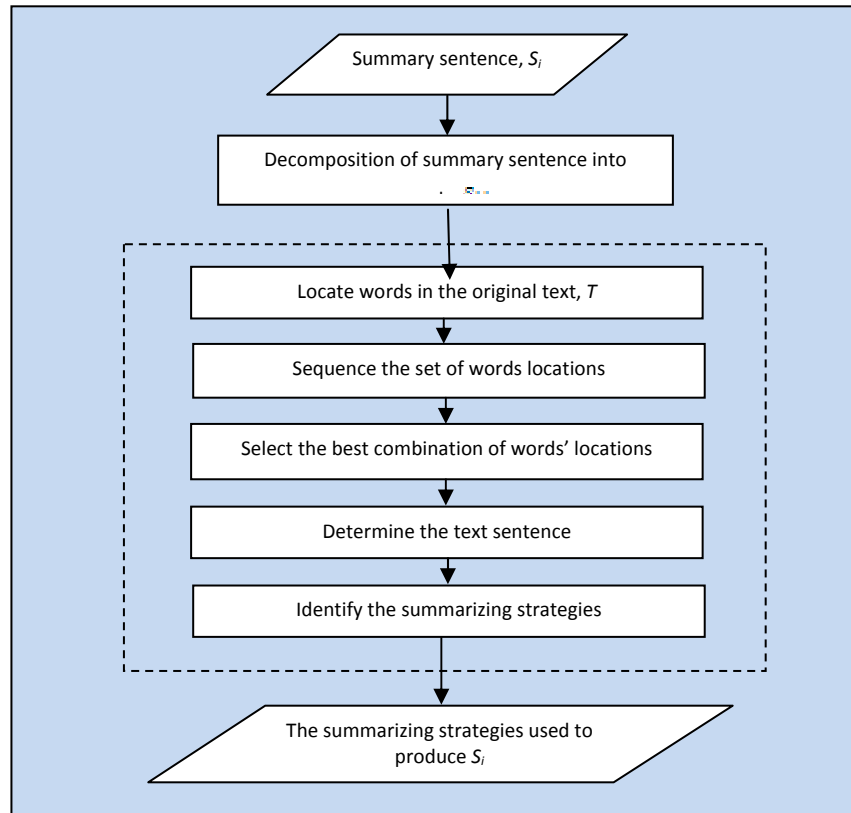 Summary sentence, Si
Decomposition of summary sentence into
Locate words in the original text, T
Sequence the set of words locations
Select the best combination of words’ locations
Determine the text sentence
Identify the summarizing strategies
The summarizing strategies used to
produce Si